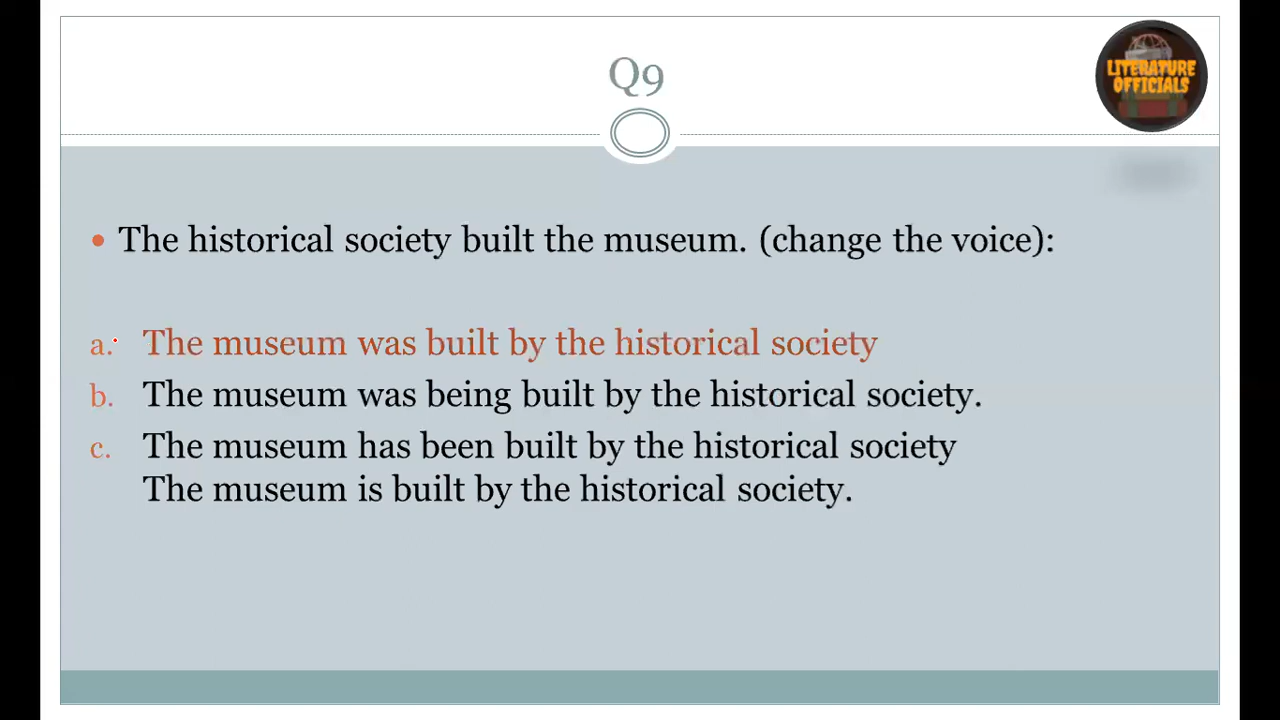 Q9
LITERATURE
OFFICIALS
• The historical society built the museum. (change the voice):
a. The museum was built by the historical society
b. The museum was being built by the historical society.
c. The museum has been built by the historical society
The museum is built by the historical society.